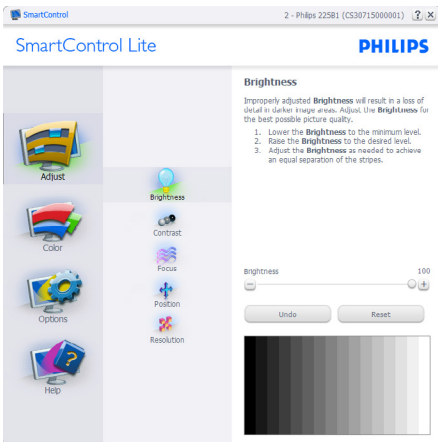 SmartControl
2 - Philips 225B1 (CS30715000001)
SmartControl Lite
PHILIPS
Adjust
Color
Options
Help
Brightness
Contrast
Focus
Position
Resolution
Brightness
Improperly adjusted Brightness will result in a loss of
detail in darker image areas. Adjust the Brightness for
the best possible picture quality.
1. Lower the Brightness to the minimum level.
2. Raise the Brightness to the desired level.
3. Adjust the Brightness as needed to achieve
an equal separation of the stripes.
Brightness 100
Undo
Reset